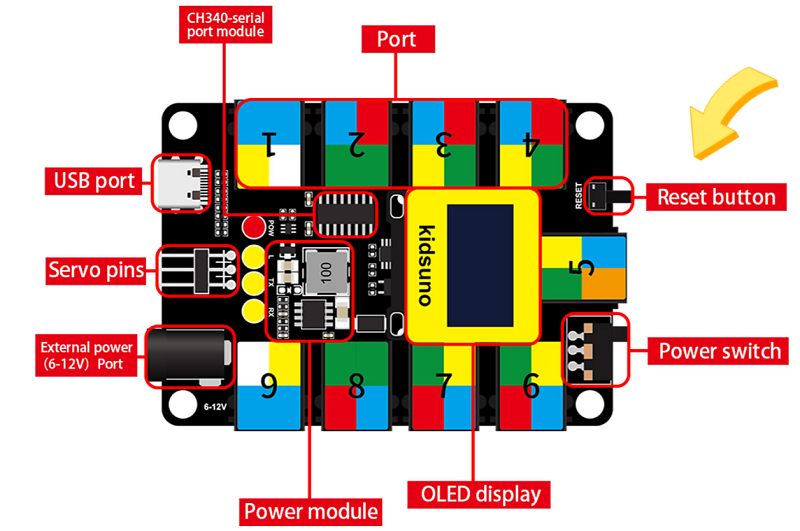 CH340-serial
port module
Port
1
2
3
4
USB port
RESET
Reset button
POW
kidsuno
5
Servo pins
L
TX
100
RX
External power
(6-12V) Port
Power switch
6-12V
9
8
7
6
Power module
OLED display